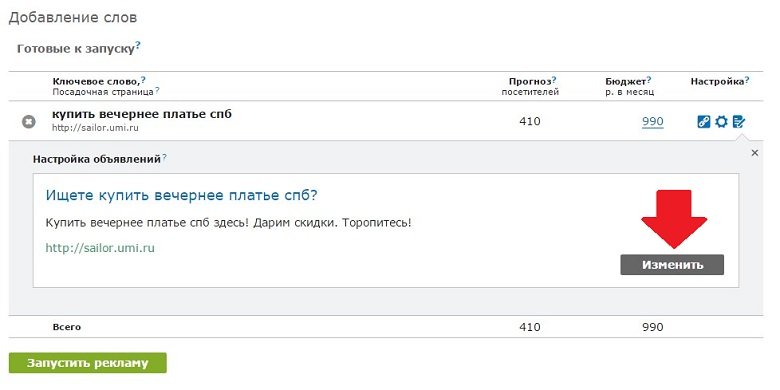 Добавление слов
Готовые к запуску?
Ключевое слово,? Прогноз? Бюджет? Настройка?
Посадочная страница? посетителей р. в месяц
купить вечернее платье спб 410 990
http://sailor.umi.ru
Настройка объявлений?
Ищете купить вечернее платье спб?
Купить вечернее платье спб здесь! Дарим скидки. Торопитесь!
http://sailor.umi.ru
Изменить
Всего 410 990
Запустить рекламу